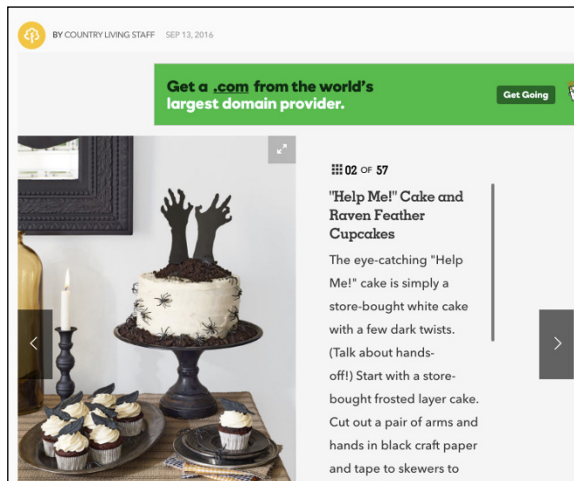 BY COUNTRY LIVING STAFF SEP 13, 2016
Get a .com from the world's
largest domain provider.
Get Going
02 OF 57
"Help Me!" Cake and
Raven Feather
Cupcakes
The eye-catching "Help
Me!" cake is simply a
store-bought white cake
with a few dark twists.
(Talk about hands-
off!) Start with a store-
bought frosted layer cake.
Cut out a pair of arms and
hands in black craft paper
and tape to skewers to